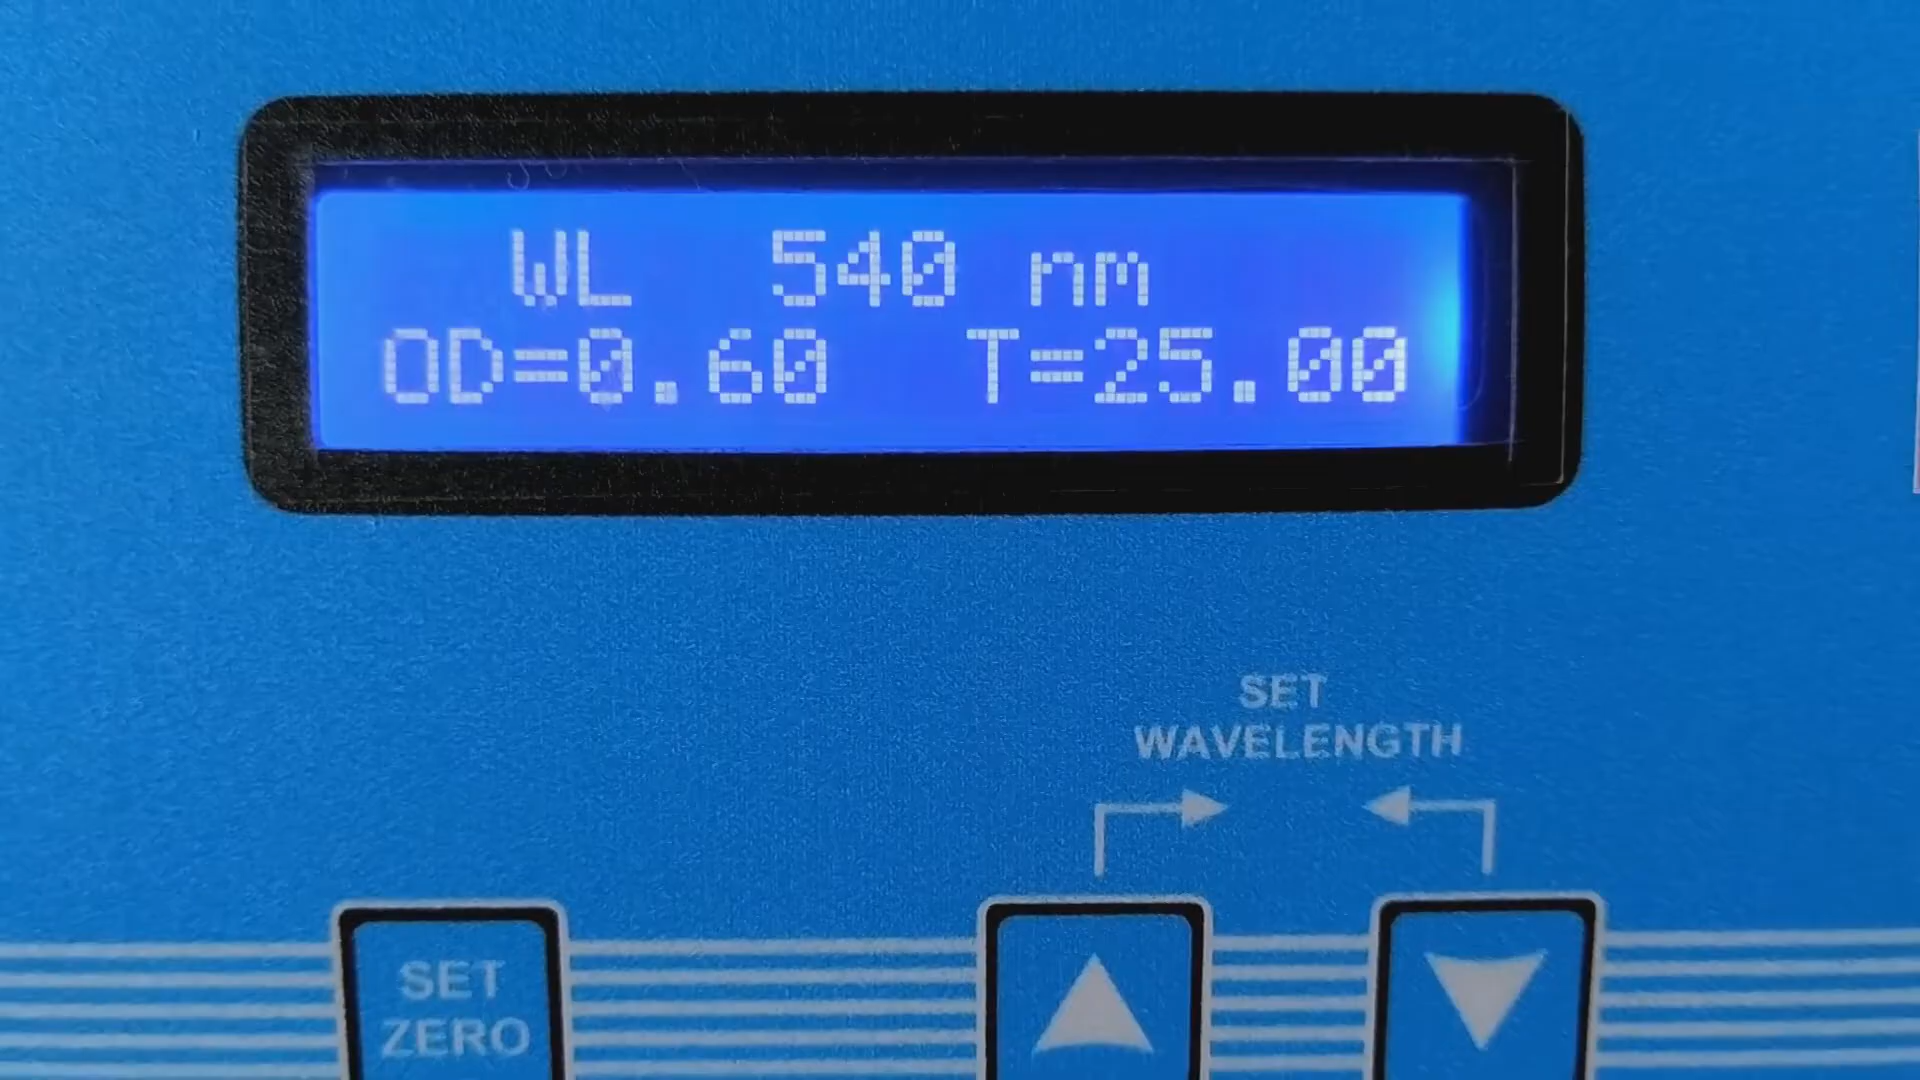 WL 540 nm
OD=0.60 T=25.00
SET
WAVELENGTH
SET
ZERO